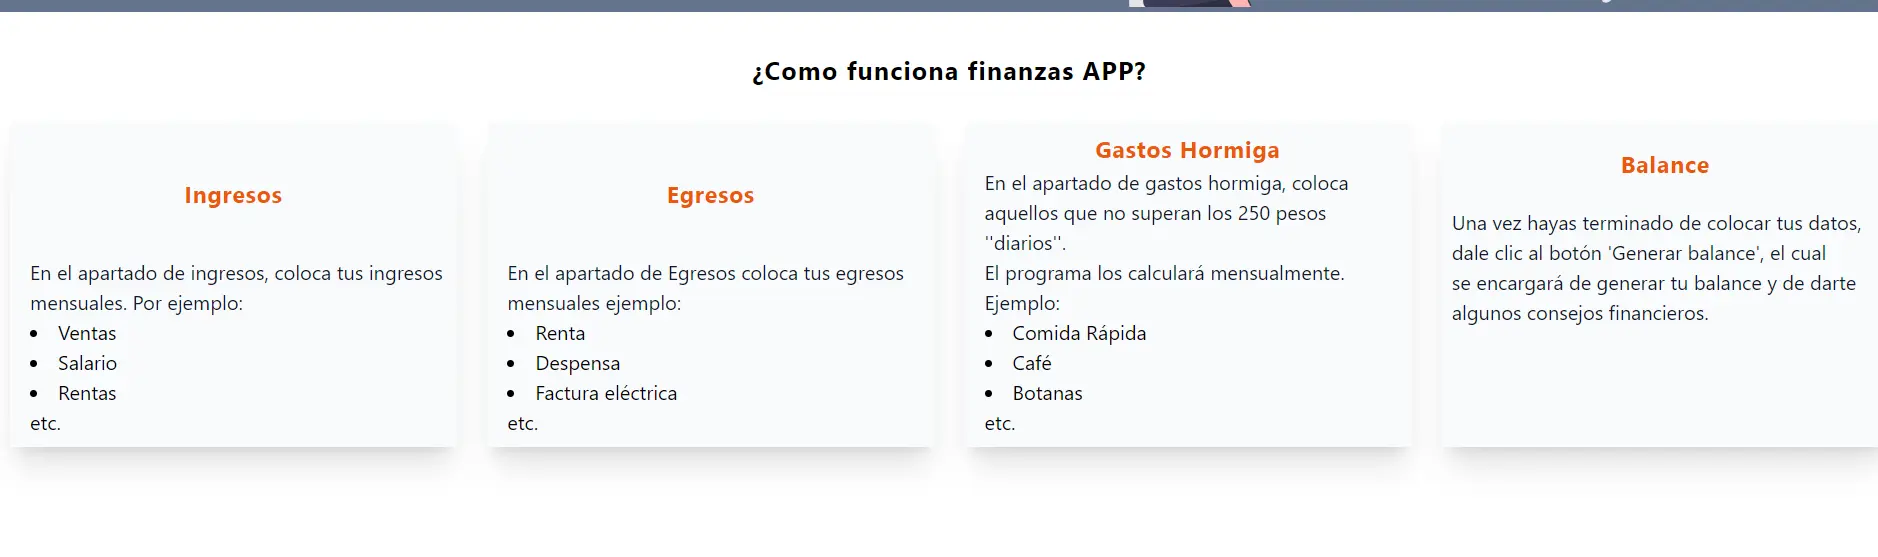 ¿Como funciona finanzas APP?
Ingresos
En el apartado de ingresos, coloca tus ingresos
mensuales. Por ejemplo:
• Ventas
• Salario
• Rentas
etc.
Egresos
En el apartado de Egresos coloca tus egresos
mensuales ejemplo:
• Renta
• Despensa
• Factura eléctrica
etc.
Gastos Hormiga
En el apartado de gastos hormiga, coloca
aquellos que no superan los 250 pesos
''diarios''.
El programa los calculará mensualmente.
Ejemplo:
• Comida Rápida
• Café
• Botanas
etc.
Balance
Una vez hayas terminado de colocar tus datos,
dale clic al botón 'Generar balance', el cual
se encargará de generar tu balance y de darte
algunos consejos financieros.